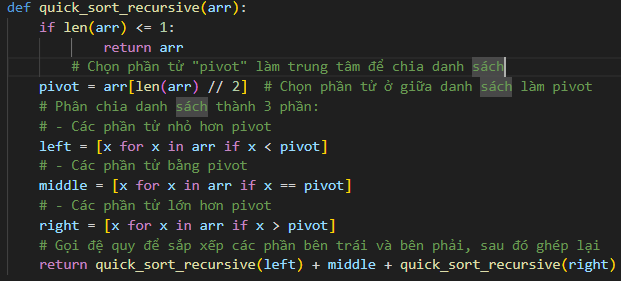 def quick_sort_recursive(arr):
    if len(arr) <= 1:
            return arr
        # Chọn phần tử "pivot" làm trung tâm để chia danh sách
    pivot = arr[len(arr) // 2]  # Chọn phần tử ở giữa danh sách làm pivot
    # Phân chia danh sách thành 3 phần:
    # - Các phần tử nhỏ hơn pivot
    left = [x for x in arr if x < pivot]
    # - Các phần tử bằng pivot
    middle = [x for x in arr if x == pivot]
    # - Các phần tử lớn hơn pivot
    right = [x for x in arr if x > pivot]
    # Gọi đệ quy để sắp xếp các phần bên trái và bên phải, sau đó ghép lại
    return quick_sort_recursive(left) + middle + quick_sort_recursive(right)